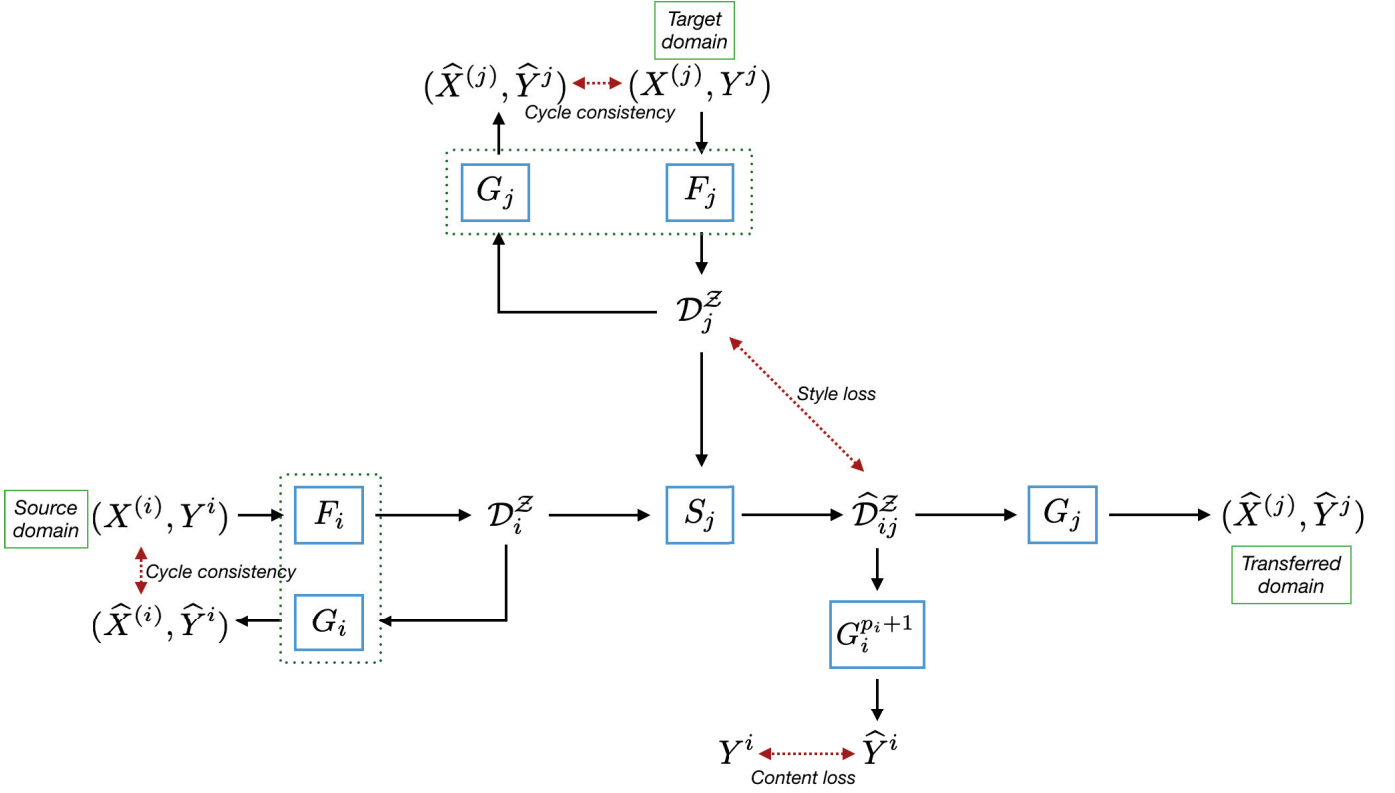 Target
domain
(X̂^(j), Ŷ^j) (X^(j), Y^j)
Cycle consistency
G_j F_j
𝒟_j^𝒵
Style loss
Source
domain
(X^(i), Y^i) F_i 𝒟_i^𝒵 S_j 𝒟̂_ij^𝒵 G_j (X̂^(j), Ŷ^j)
Cycle consistency
Transferred
domain
(X̂^(i), Ŷ^i) G_i G_i^{p_i+1}
Y^i Ŷ^i
Content loss